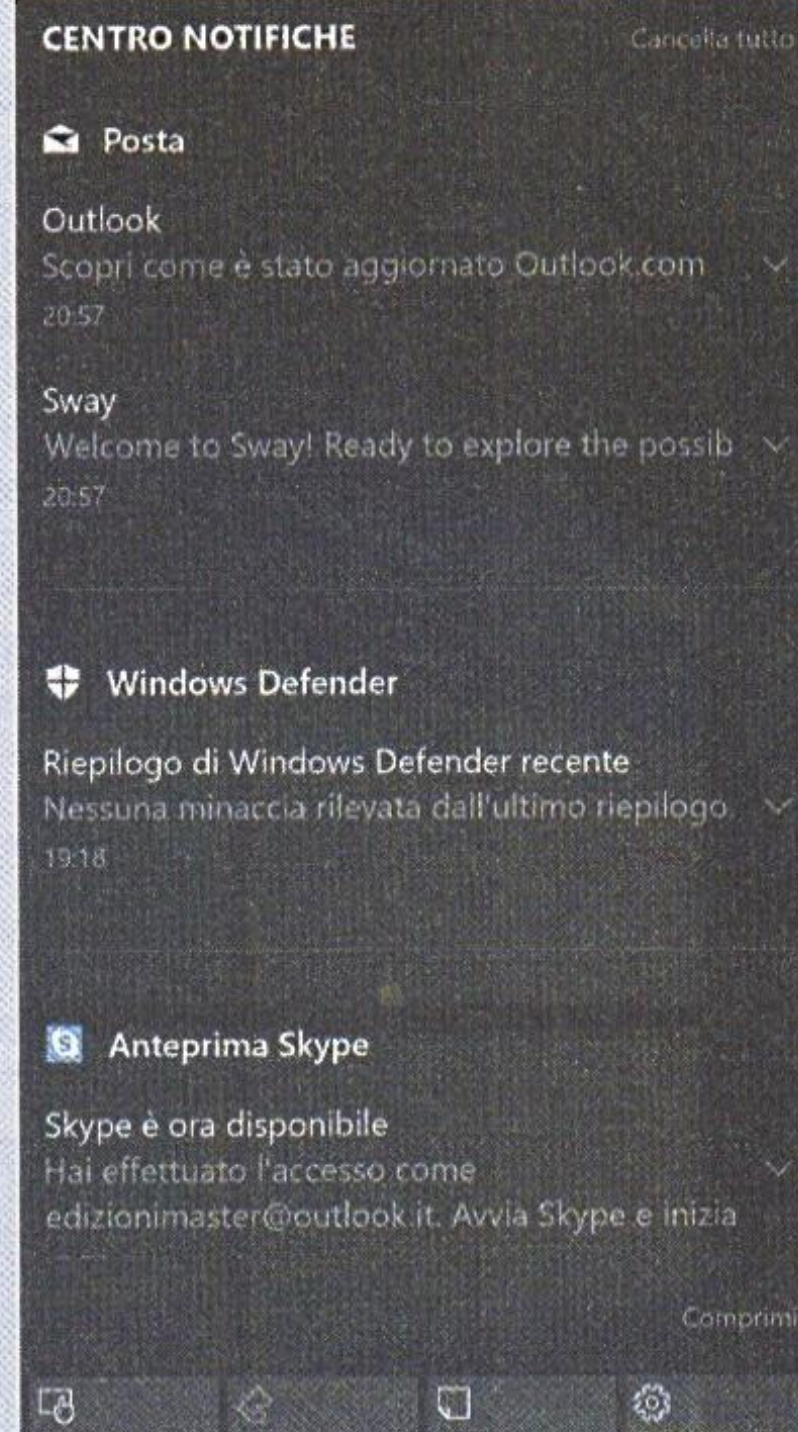 CENTRO NOTIFICHE Cancella tutto
Posta
Outlook
Scopri come è stato aggiornato Outlook.com
20:57
Sway
Welcome to Sway! Ready to explore the possib
20:57
Windows Defender
Riepilogo di Windows Defender recente
Nessuna minaccia rilevata dall'ultimo riepilogo.
19:18
Anteprima Skype
Skype è ora disponibile
Hai effettuato l'accesso come
edizionimaster@outlook.it. Avvia Skype e inizia
Comprimi